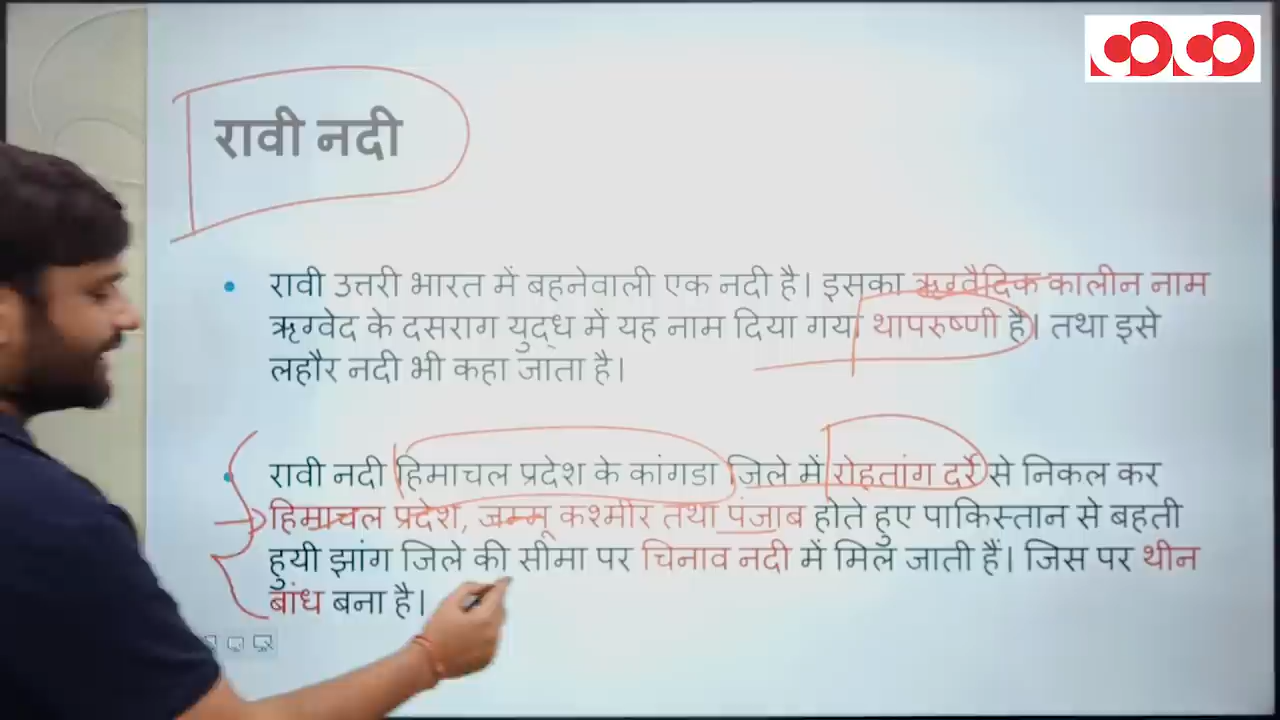 रावी नदी
रावी उत्तरी भारत में बहनेवाली एक नदी है। इसका ऋग्वैदिक कालीन नाम
ऋग्वेद के दसराग युद्ध में यह नाम दिया गया थापरुष्णी है। तथा इसे
लहौर नदी भी कहा जाता है।
रावी नदी हिमाचल प्रदेश के कांगडा जिले में रोहतांग दर्रे से निकल कर
हिमाचल प्रदेश, जम्मू कश्मीर तथा पंजाब होते हुए पाकिस्तान से बहती
हुयी झांग जिले की सीमा पर चिनाव नदी में मिल जाती हैं। जिस पर थीन
बांध बना है।